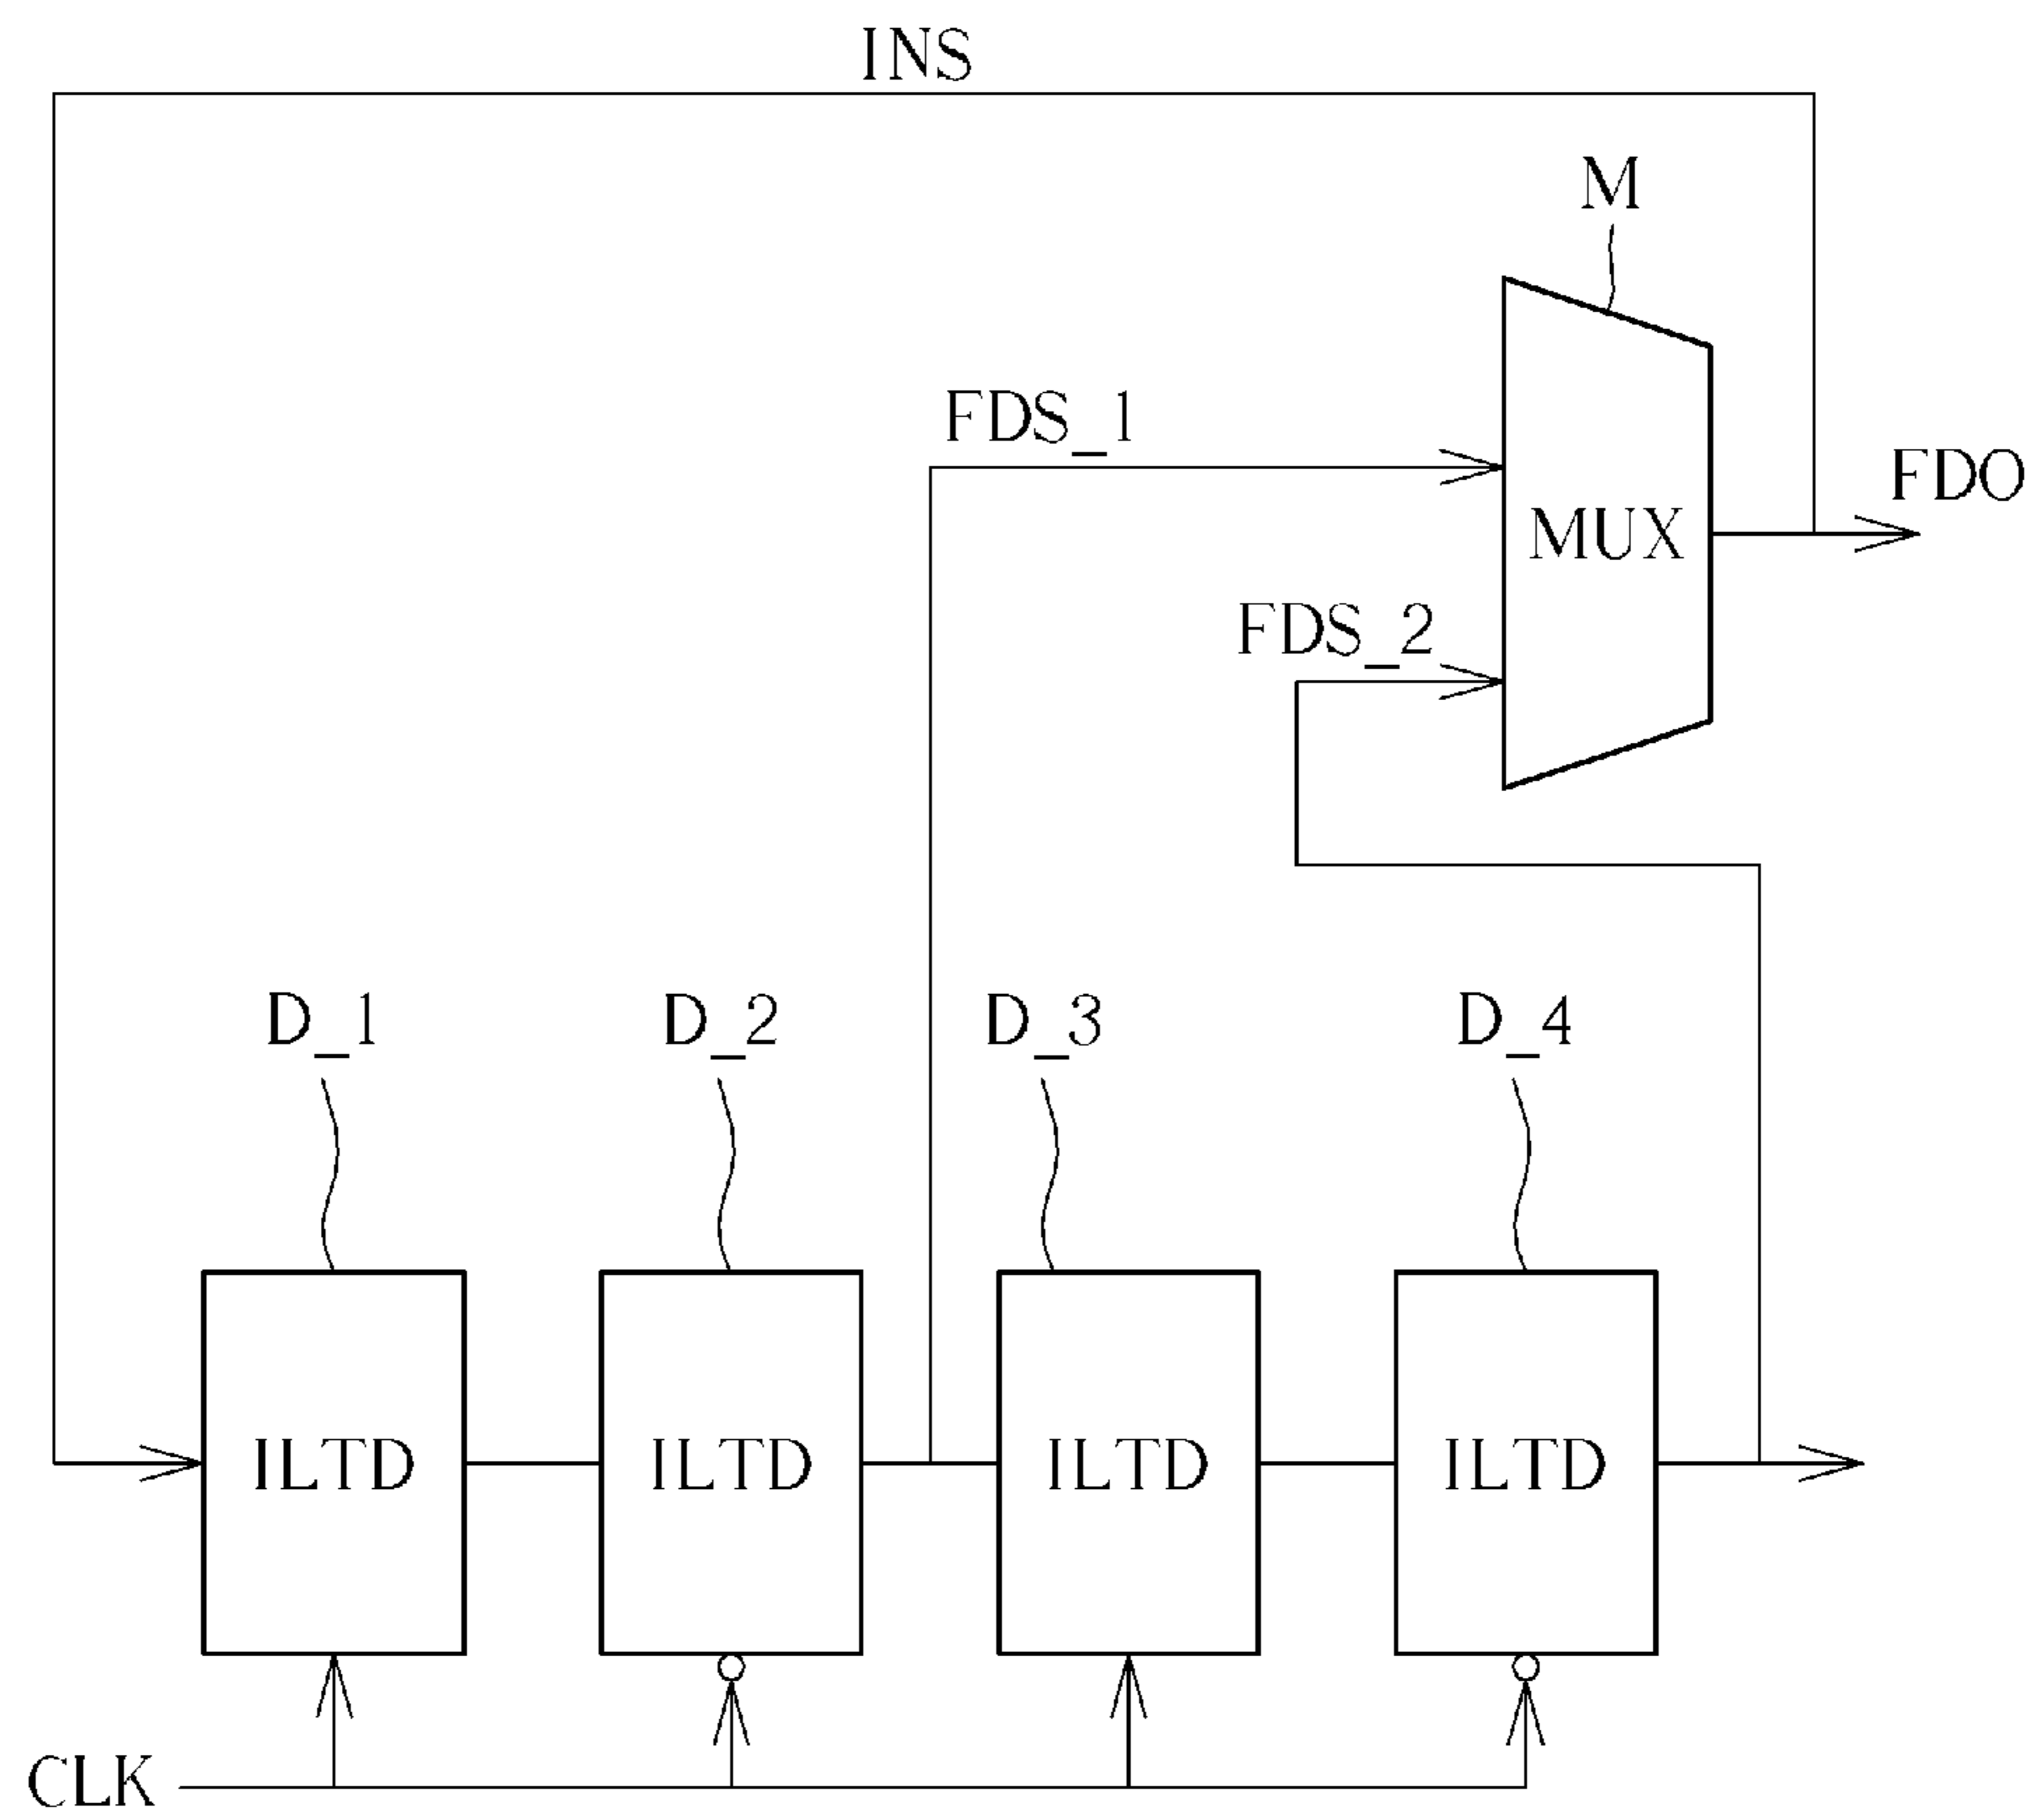 INS
M
FDS_1
FDO
MUX
FDS_2
D_1 D_2 D_3 D_4
ILTD ILTD ILTD ILTD
CLK